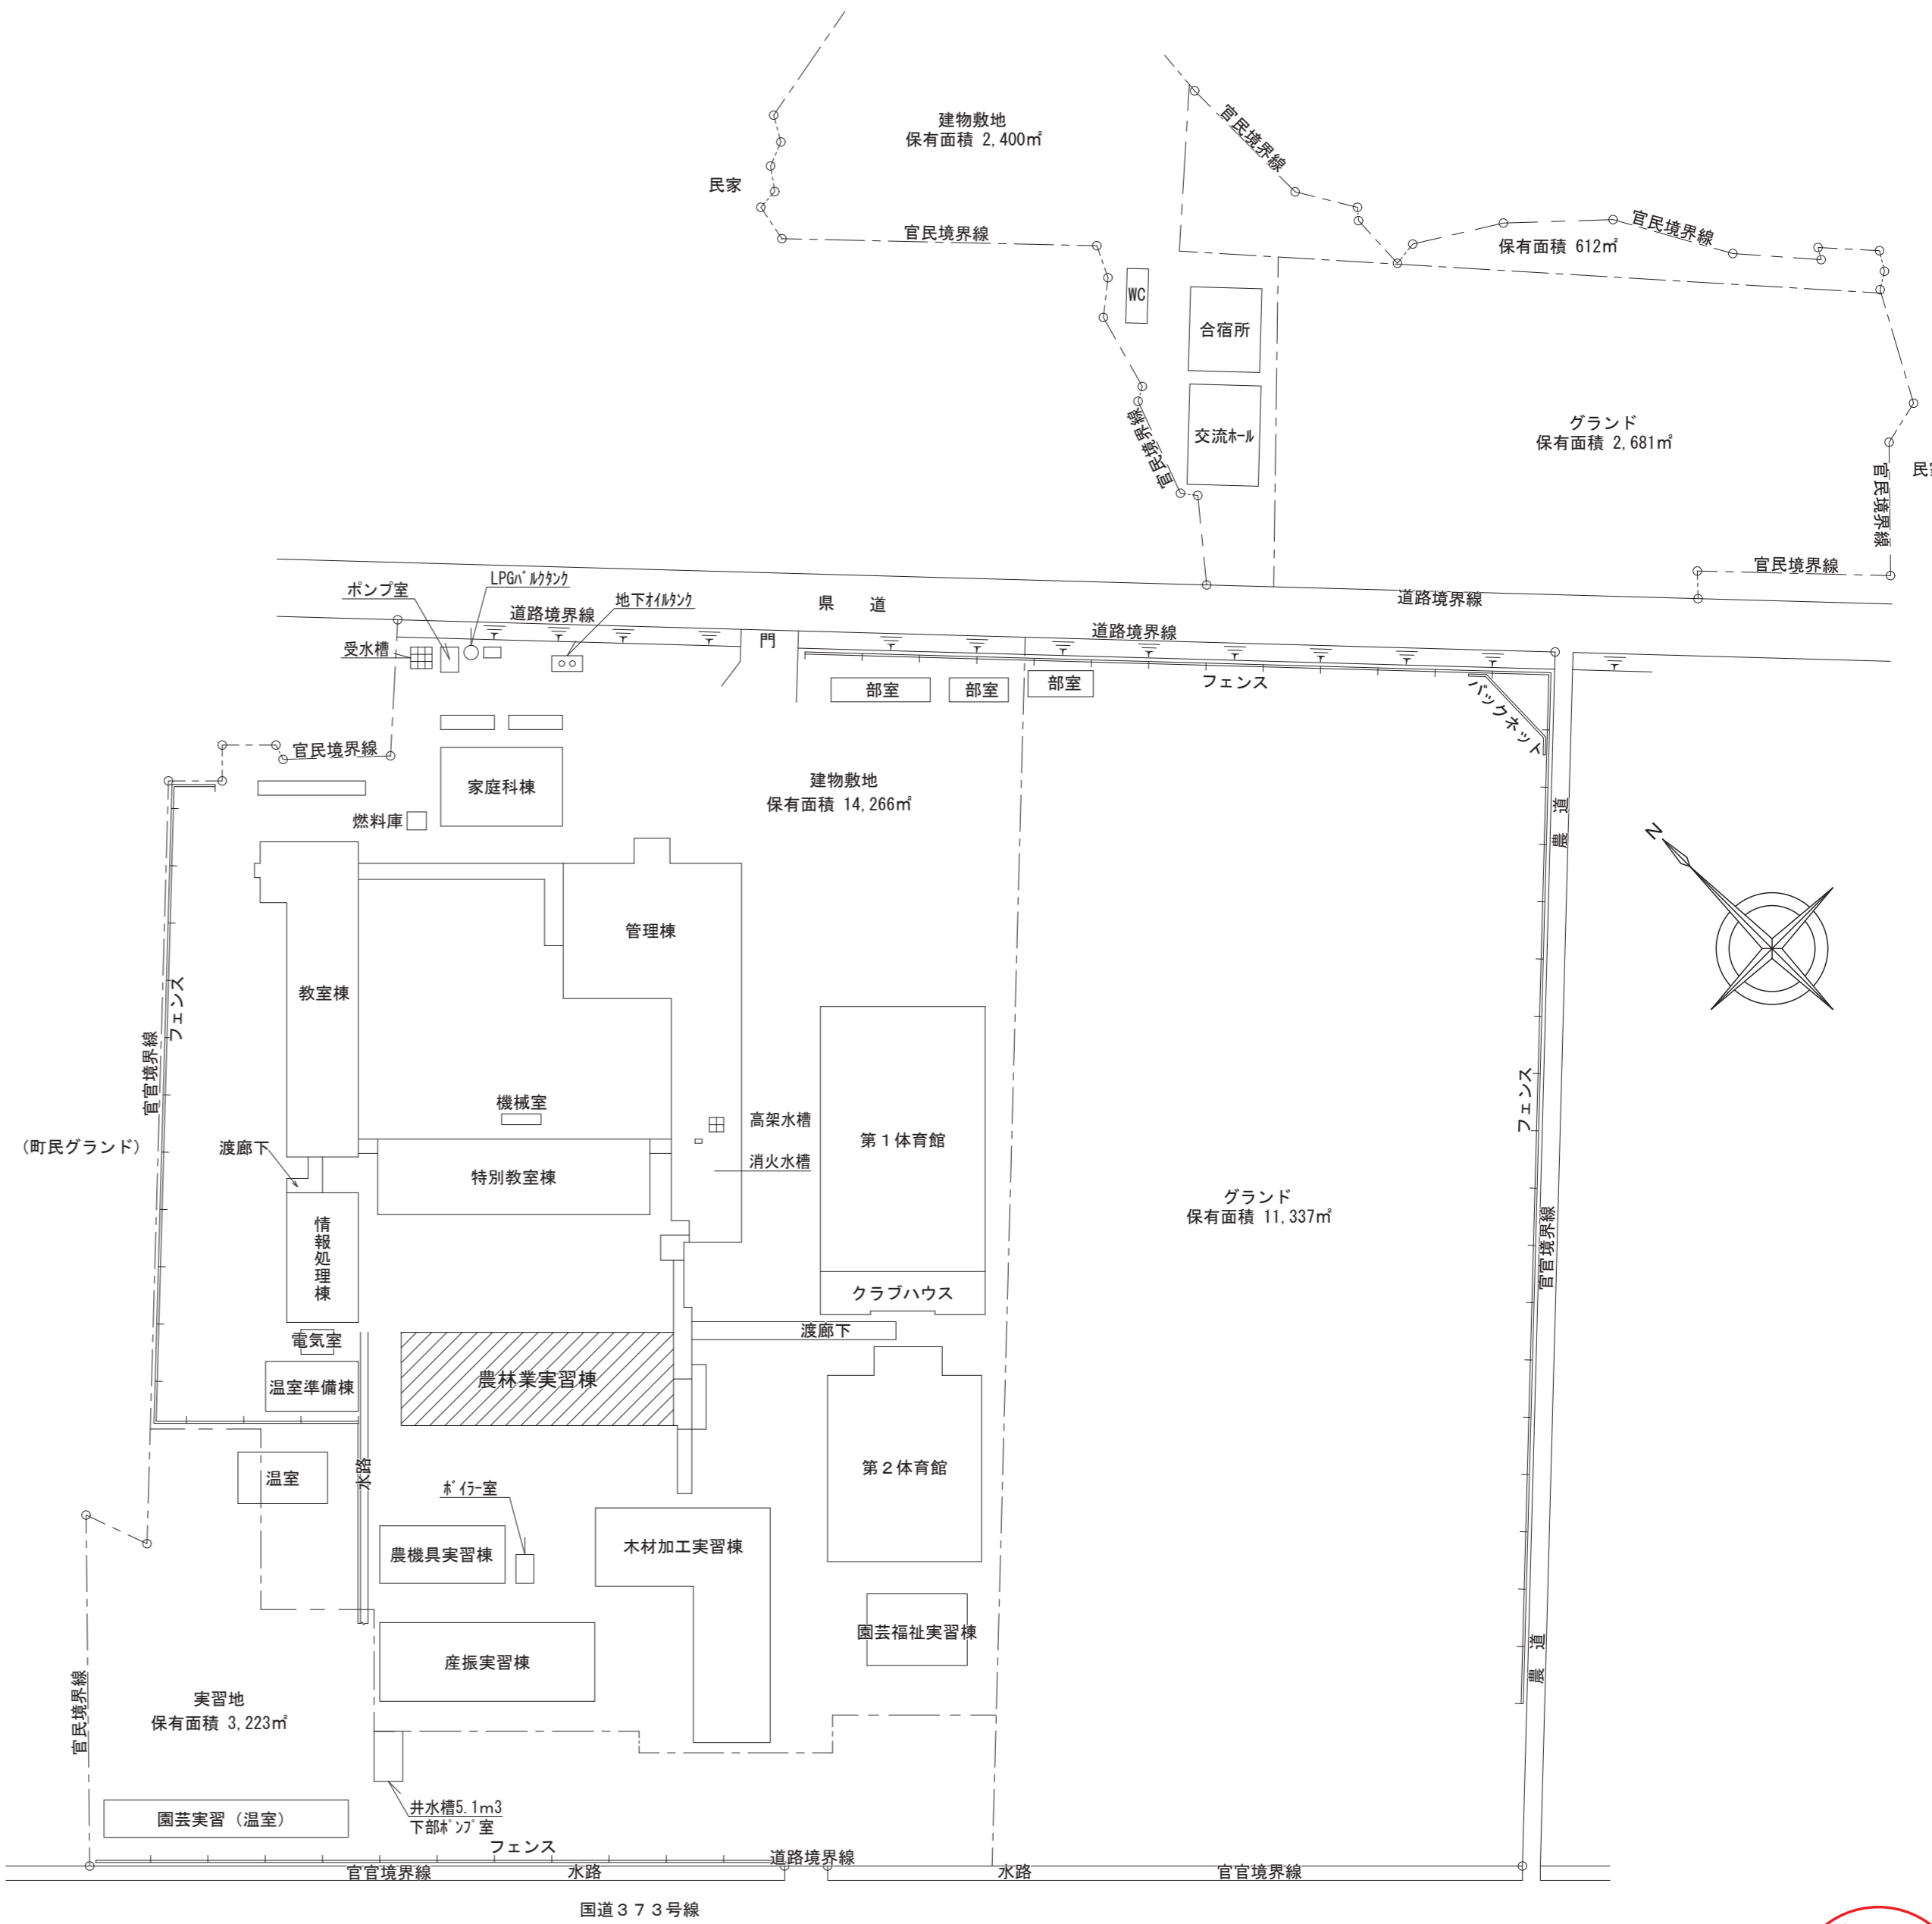 建物敷地
保有面積 2,400㎡
民家
官民境界線
官民境界線
官民境界線
保有面積 612㎡
WC
合宿所
交流ﾎｰﾙ
官民境界線
グランド
保有面積 2,681㎡
官民境界線
官民境界線
道路境界線
県 道
ポンプ室
LPGﾊﾞﾙｸﾀﾝｸ
地下ｵｲﾙﾀﾝｸ
道路境界線
道路境界線
受水槽
門
部室
部室
部室
フェンス
バックネット
官民境界線
家庭科棟
燃料庫
建物敷地
保有面積 14,266㎡
農 道
N
管理棟
教室棟
フェンス
官官境界線
(町民グランド)
機械室
高架水槽
消火水槽
渡廊下
特別教室棟
第1体育館
フェンス
グランド
保有面積 11,337㎡
官官境界線
情報処理棟
クラブハウス
渡廊下
電気室
温室準備棟
農林業実習棟
温室
水路
ﾎﾞｲﾗｰ室
第2体育館
農機具実習棟
木材加工実習棟
園芸福祉実習棟
産振実習棟
農 道
官民境界線
実習地
保有面積 3,223㎡
園芸実習(温室)
井水槽5.1m3
下部ﾎﾟﾝﾌﾟ室
フェンス
道路境界線
官官境界線
水路
水路
官官境界線
国道373号線